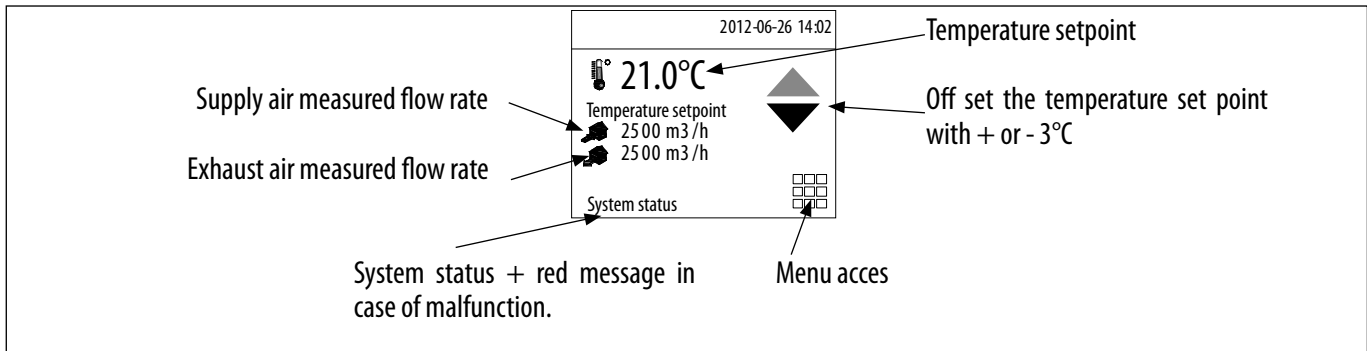 2012-06-26 14:02
Temperature setpoint
21.0°C
Supply air measured flow rate
Temperature setpoint
Off set the temperature set point
with + or - 3°C
2500 m3/h
2500 m3/h
Exhaust air measured flow rate
System status
System status + red message in
case of malfunction.
Menu acces